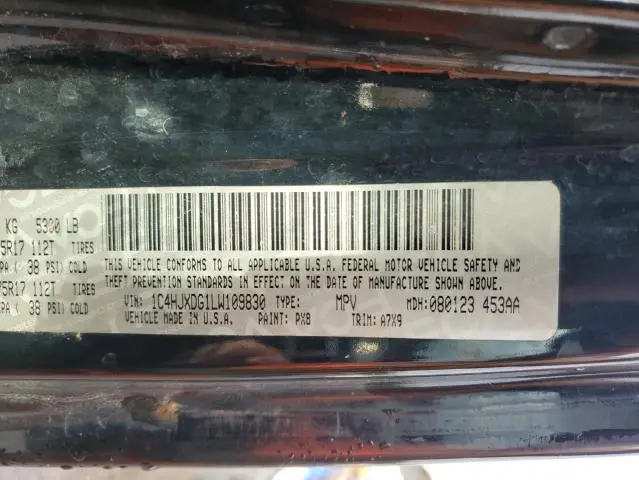 KG 5300 LB
5R17 112T TIRES
PA ( 38 PSI) COLD
5R17 112T TIRES
PA ( 38 PSI) COLD
THIS VEHICLE CONFORMS TO ALL APPLICABLE U.S.A. FEDERAL MOTOR VEHICLE SAFETY AND
THEFT PREVENTION STANDARDS IN EFFECT ON THE DATE OF MANUFACTURE SHOWN ABOVE.
VIN: 1C4HJXDG1LW109830 TYPE: MPV MDH: 080123 453AA
VEHICLE MADE IN U.S.A. PAINT: PX8 TRIM: A7X9